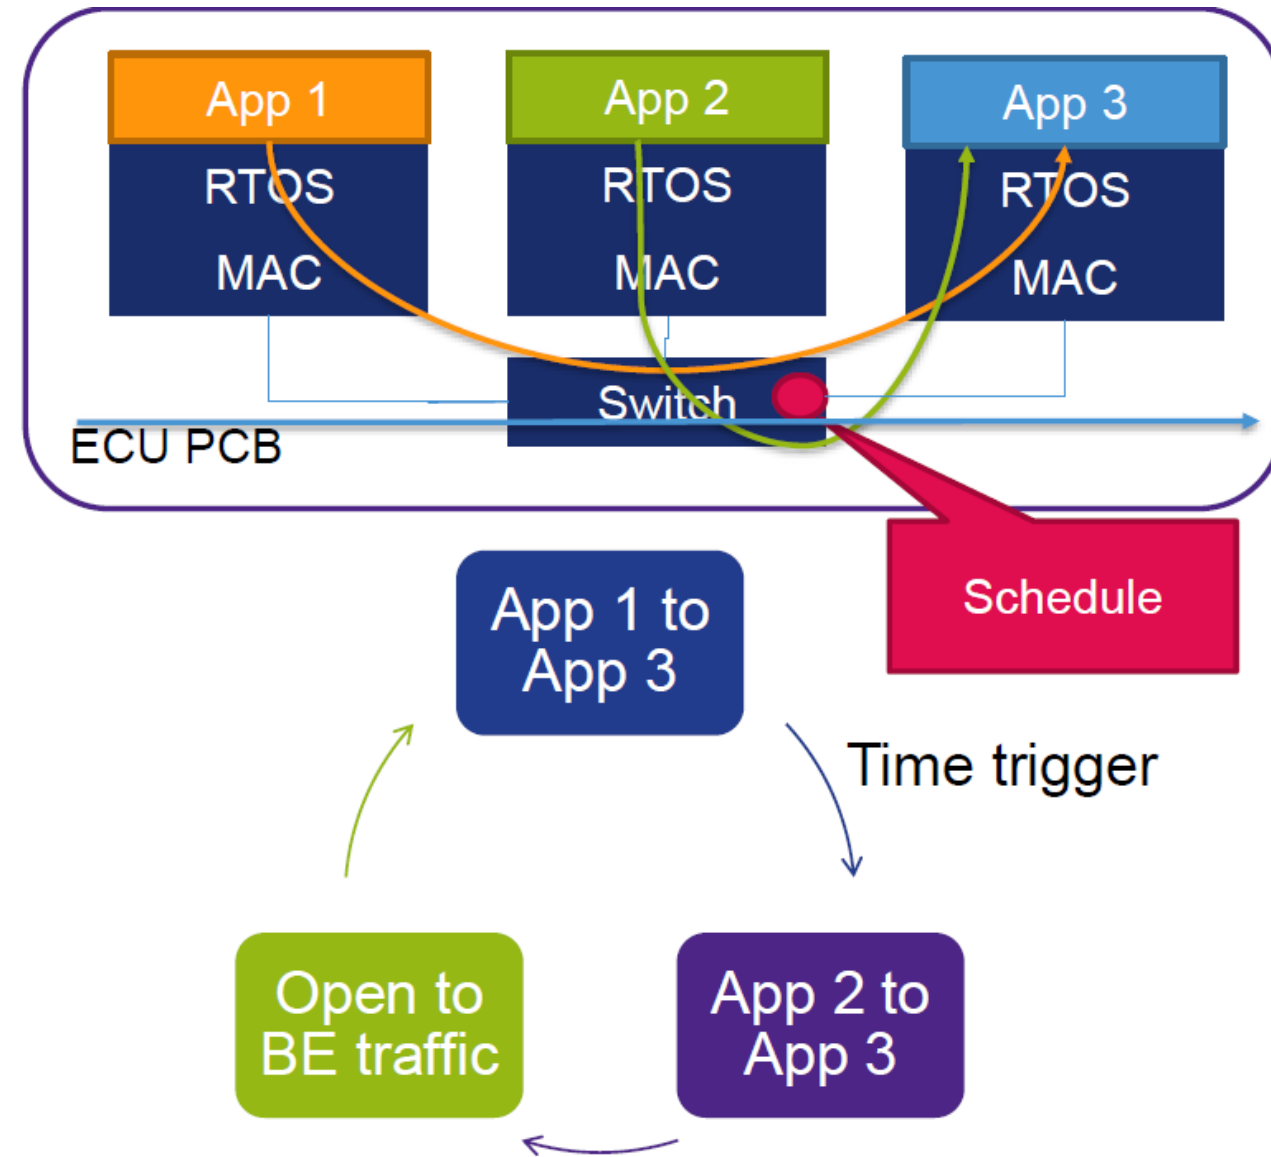 App 1
App 2
App 3
RTOS
RTOS
RTOS
MAC
MAC
MAC
Switch
ECU PCB
Schedule
App 1 to
App 3
Time trigger
Open to
BE traffic
App 2 to
App 3